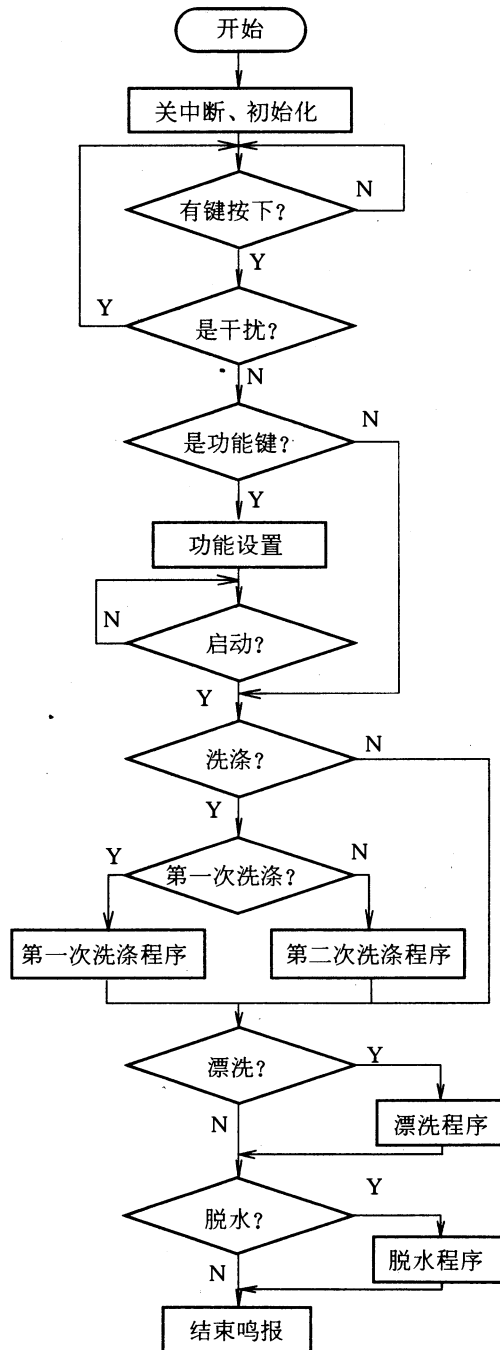 开始
关中断、初始化
有键按下?
N
Y
Y
是干扰?
N
是功能键?
N
Y
功能设置
N
启动?
Y
洗涤?
N
Y
Y
第一次洗涤?
N
第一次洗涤程序
第二次洗涤程序
漂洗?
Y
N
漂洗程序
脱水?
Y
N
脱水程序
结束鸣报